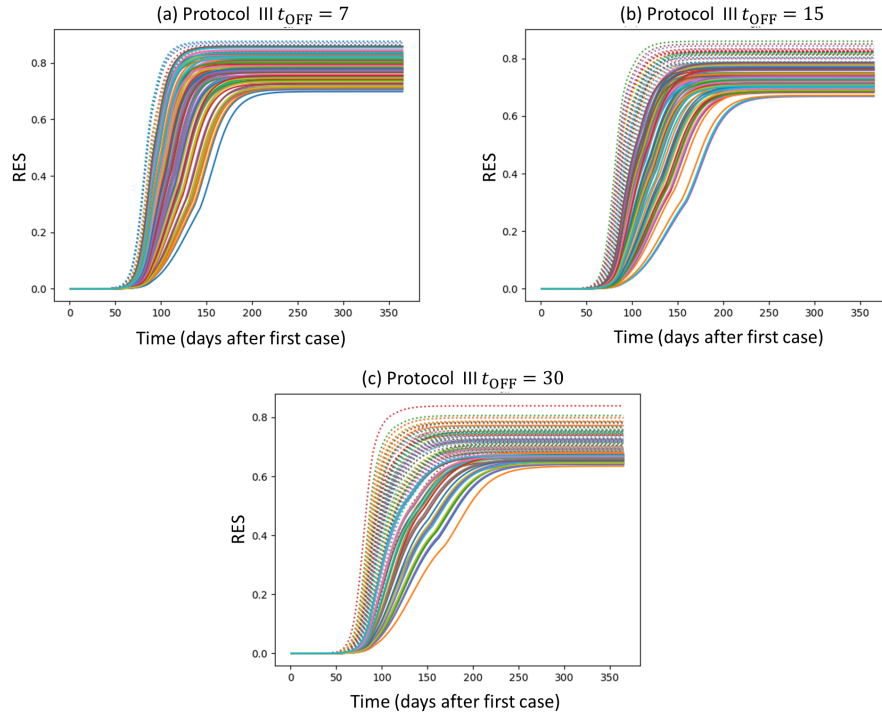 (a) Protocol III t_OFF = 7
0.8
0.6
0.4
0.2
0.0
RES
0 50 100 150 200 250 300 350
Time (days after first case)
(b) Protocol III t_OFF = 15
0.8
0.6
0.4
0.2
0.0
RES
0 50 100 150 200 250 300 350
Time (days after first case)
(c) Protocol III t_OFF = 30
0.8
0.6
0.4
0.2
0.0
RES
0 50 100 150 200 250 300 350
Time (days after first case)